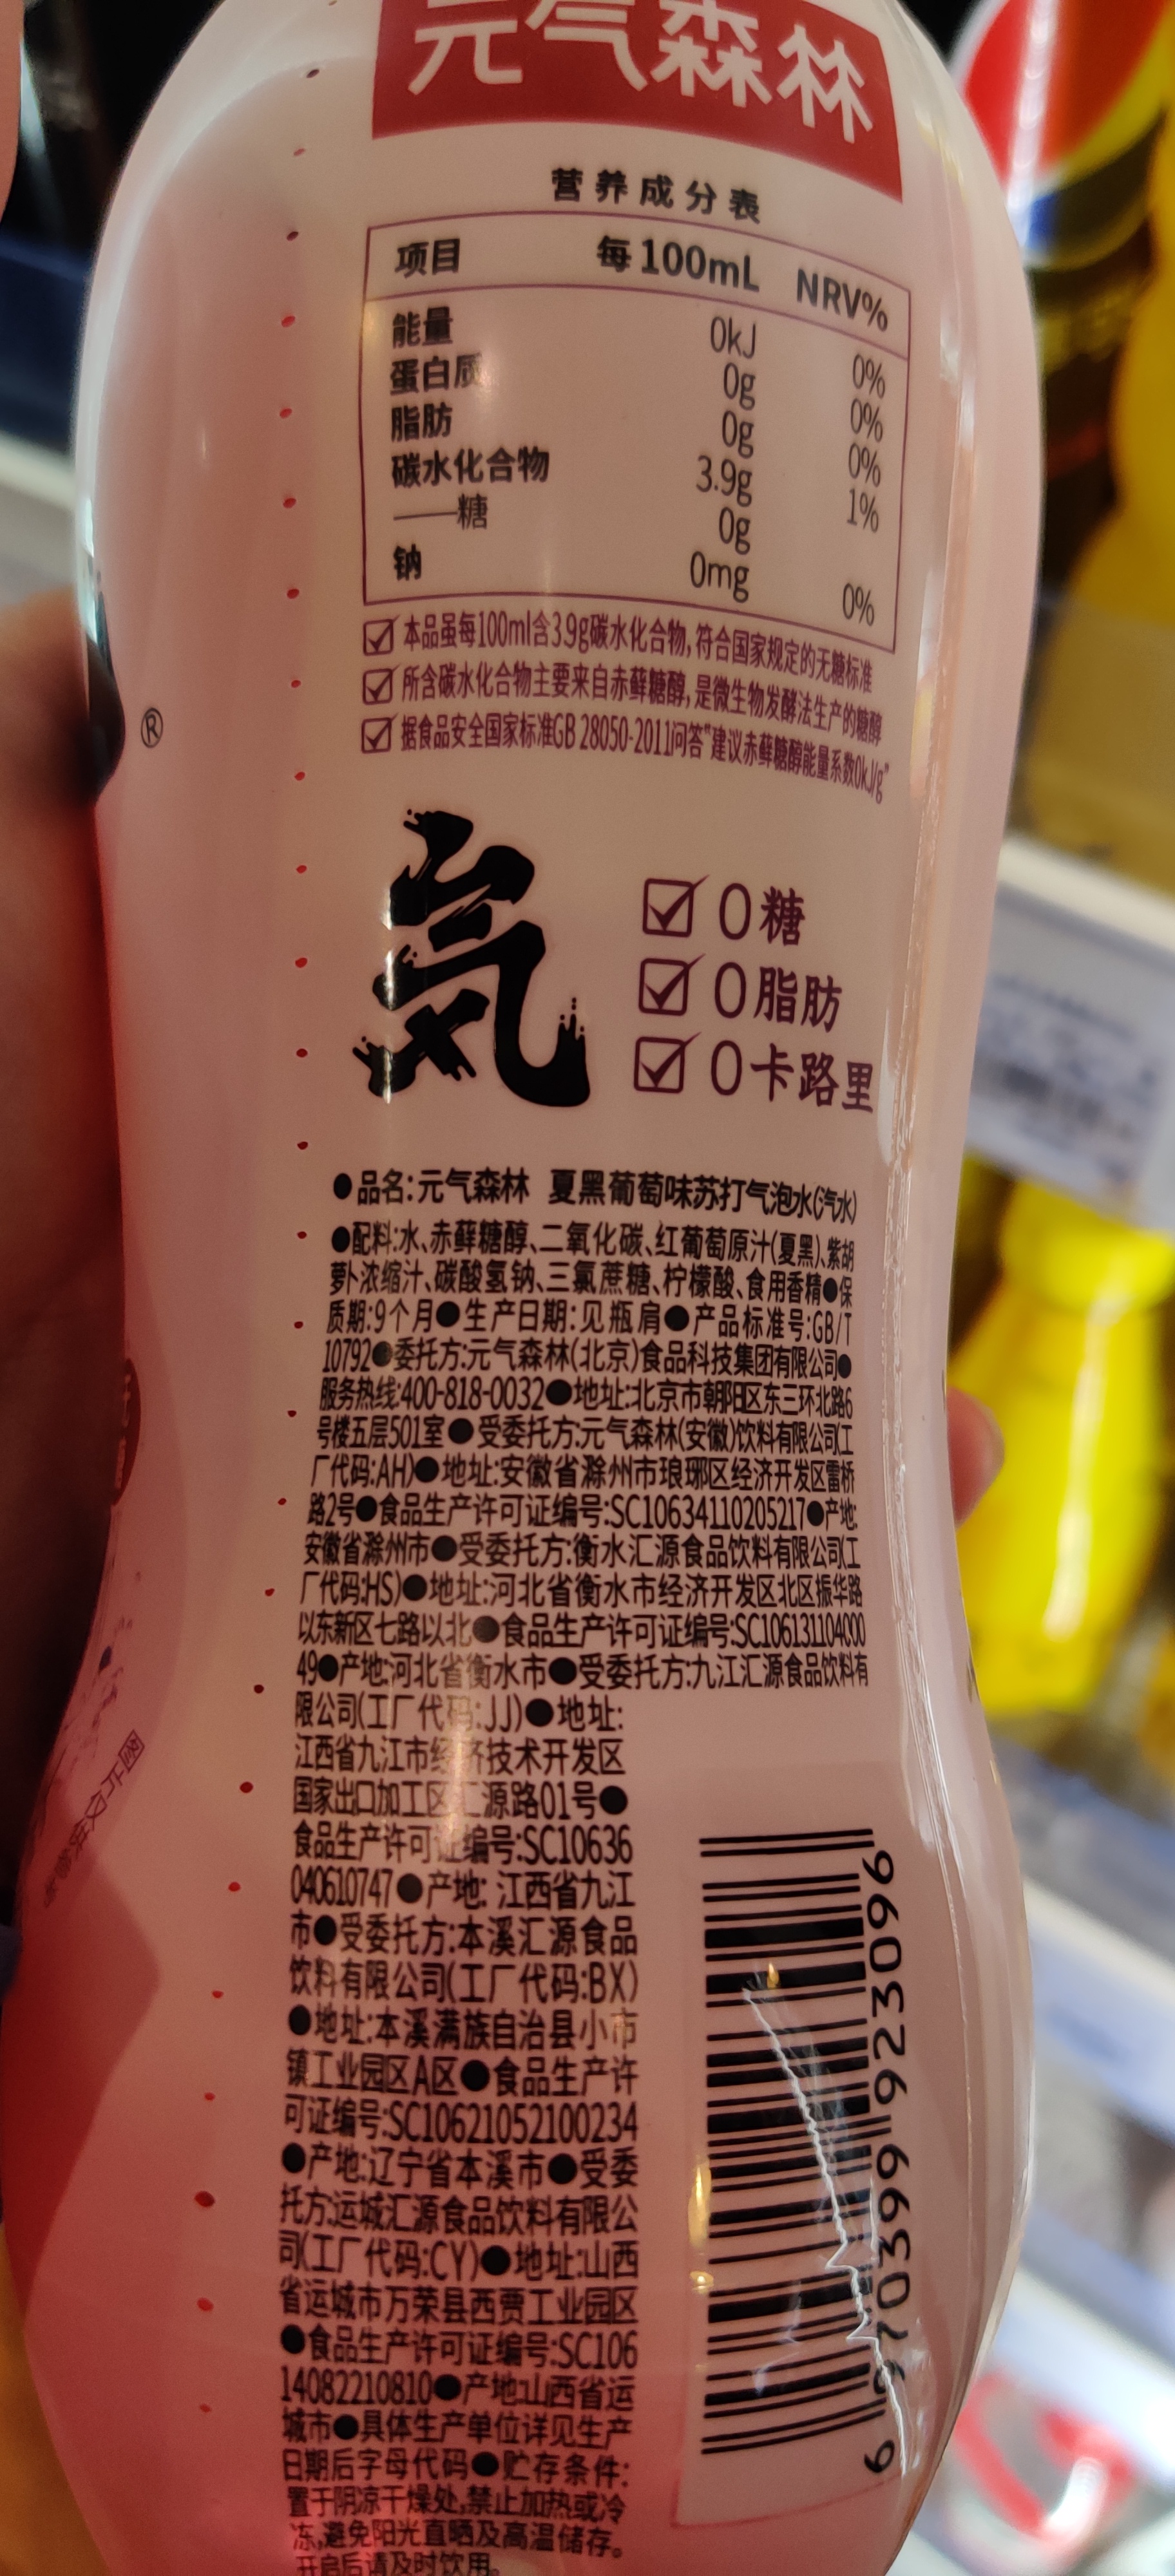 元气森林
营养成分表
项目 每100mL NRV%
能量 0kJ 0%
蛋白质 0g 0%
脂肪 0g 0%
碳水化合物 3.9g 1%
——糖 0g
钠 0mg 0%
本品虽每100ml含3.9g碳水化合物,符合国家规定的无糖标准
所含碳水化合物主要来自赤藓糖醇,是微生物发酵法生产的糖醇
据食品安全国家标准GB 28050-2011问答“建议赤藓糖醇能量系数0kJ/g”
®
気
0糖
0脂肪
0卡路里
●品名:元气森林 夏黑葡萄味苏打气泡水(汽水)
●配料:水、赤藓糖醇、二氧化碳、红葡萄原汁(夏黑)、紫胡
萝卜浓缩汁、碳酸氢钠、三氯蔗糖、柠檬酸、食用香精●保
质期:9个月●生产日期:见瓶肩●产品标准号:GB/T
10792●委托方:元气森林(北京)食品科技集团有限公司●
服务热线:400-818-0032●地址:北京市朝阳区东三环北路6
号楼五层501室●受委托方:元气森林(安徽)饮料有限公司(工
厂代码:AH)●地址:安徽省滁州市琅琊区经济开发区雷桥
路2号●食品生产许可证编号:SC10634110205217●产地:
安徽省滁州市●受委托方:衡水汇源食品饮料有限公司(工
厂代码:HS)●地址:河北省衡水市经济开发区北区振华路
以东新区七路以北●食品生产许可证编号:SC106131104000
49●产地:河北省衡水市●受委托方:九江汇源食品饮料有
限公司(工厂代码:JJ)●地址:
江西省九江市经济技术开发区
国家出口加工区汇源路01号●
食品生产许可证编号:SC10636
040610747●产地: 江西省九江
市●受委托方:本溪汇源食品
饮料有限公司(工厂代码:BX)
●地址:本溪满族自治县小市
镇工业园区A区●食品生产许
可证编号:SC10621052100234
●产地:辽宁省本溪市●受委
托方:运城汇源食品饮料有限公
司(工厂代码:CY)●地址:山西
省运城市万荣县西贾工业园区
●食品生产许可证编号:SC106
14082210810●产地:山西省运
城市●具体生产单位详见生产
日期后字母代码●贮存条件:
置于阴凉干燥处,禁止加热或冷
冻,避免阳光直晒及高温储存。
开启后请及时饮用。
6 970399 923096